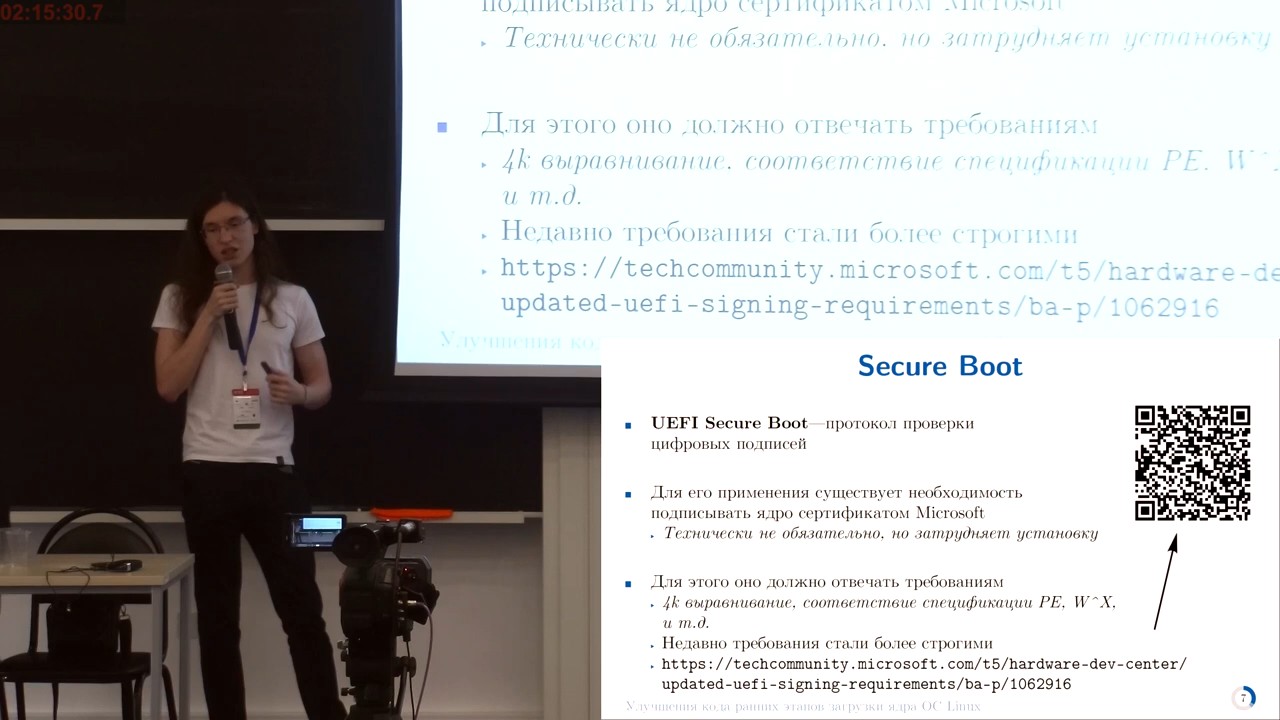 02:15:30.7
подписывать ядро сертификатом Microsoft
Технически не обязательно, но затрудняет установку
Для этого оно должно отвечать требованиям
4k выравнивание, соответствие спецификации PE, W^
и т.д.
Недавно требования стали более строгими
https://techcommunity.microsoft.com/t5/hardware-de
updated-uefi-signing-requirements/ba-p/1062916
Улучшения ко
Secure Boot
UEFI Secure Boot—протокол проверки
цифровых подписей
Для его применения существует необходимость
подписывать ядро сертификатом Microsoft
Технически не обязательно, но затрудняет установку
Для этого оно должно отвечать требованиям
4k выравнивание, соответствие спецификации PE, W^X,
и т.д.
Недавно требования стали более строгими
https://techcommunity.microsoft.com/t5/hardware-dev-center/
updated-uefi-signing-requirements/ba-p/1062916
Улучшения кода ранних этапов загрузки ядра ОС Linux
7